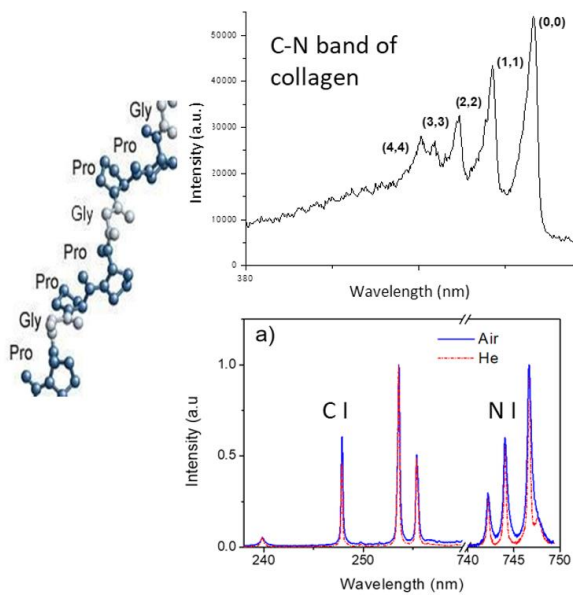 Gly
Pro
Pro
Gly
Pro
Pro
Gly
Pro
C-N band of
collagen
(0,0)
(1,1)
(2,2)
(3,3)
(4,4)
Intensity (a.u.)
50000
40000
30000
20000
10000
0
380
Wavelength (nm)
a)
Air
He
C I
N I
Intensity (a.u
1.0
0.5
0.0
240
250
740
745
750
Wavelength (nm)